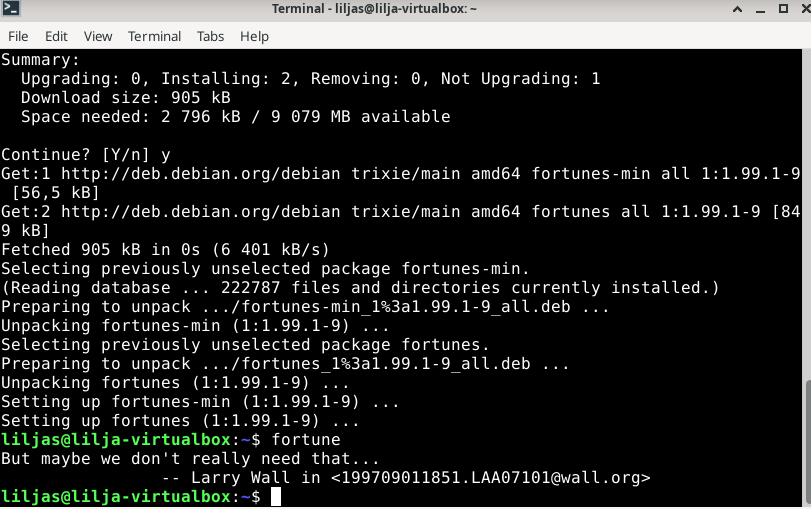 Terminal - liljas@lilja-virtualbox: ~
File Edit View Terminal Tabs Help
Summary:
  Upgrading: 0, Installing: 2, Removing: 0, Not Upgrading: 1
  Download size: 905 kB
  Space needed: 2 796 kB / 9 079 MB available

Continue? [Y/n] y
Get:1 http://deb.debian.org/debian trixie/main amd64 fortunes-min all 1:1.99.1-9
 [56,5 kB]
Get:2 http://deb.debian.org/debian trixie/main amd64 fortunes all 1:1.99.1-9 [84
9 kB]
Fetched 905 kB in 0s (6 401 kB/s)
Selecting previously unselected package fortunes-min.
(Reading database ... 222787 files and directories currently installed.)
Preparing to unpack .../fortunes-min_1%3a1.99.1-9_all.deb ...
Unpacking fortunes-min (1:1.99.1-9) ...
Selecting previously unselected package fortunes.
Preparing to unpack .../fortunes_1%3a1.99.1-9_all.deb ...
Unpacking fortunes (1:1.99.1-9) ...
Setting up fortunes-min (1:1.99.1-9) ...
Setting up fortunes (1:1.99.1-9) ...
liljas@lilja-virtualbox:~$ fortune
But maybe we don't really need that...
                -- Larry Wall in <199709011851.LAA07101@wall.org>
liljas@lilja-virtualbox:~$